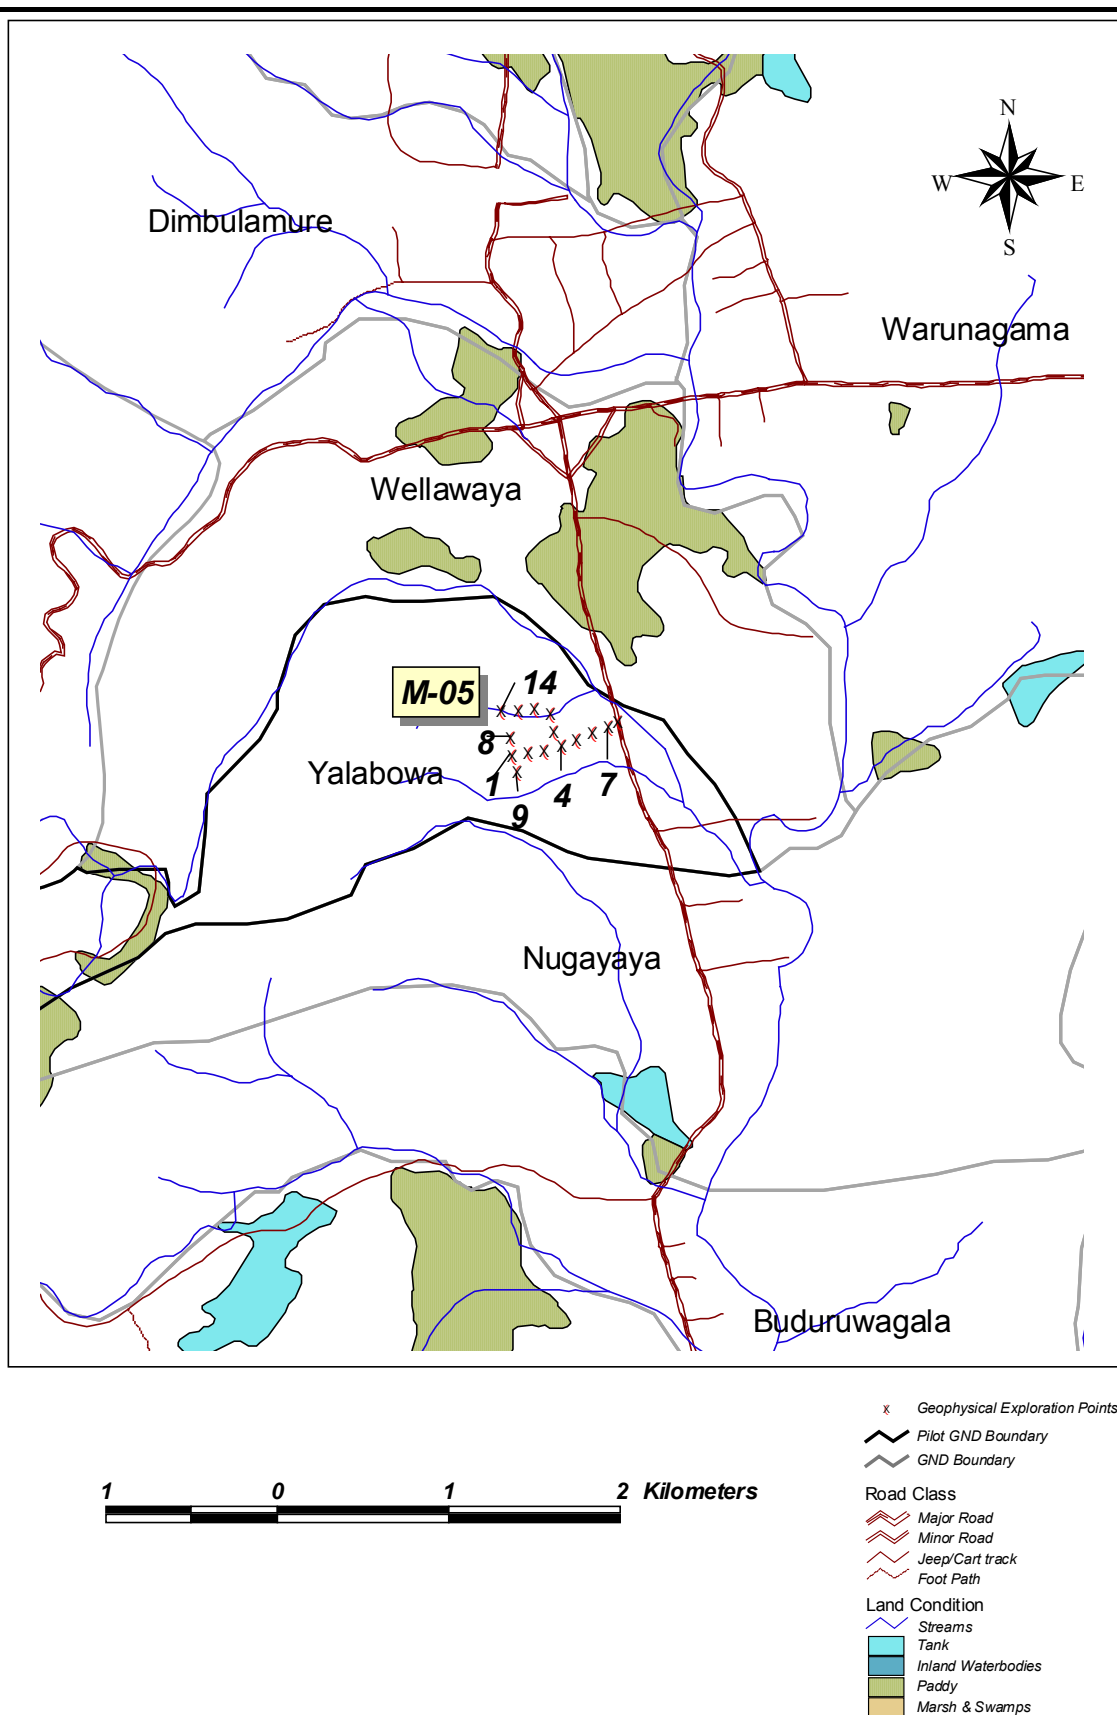 N
W E
S
Dimbulamure
Warunagama
Wellawaya
M-05
14
8
Yalabowa
1
9
4
7
Nugayaya
Buduruwagala
1 0 1 2 Kilometers
x Geophysical Exploration Points
Pilot GND Boundary
GND Boundary
Road Class
Major Road
Minor Road
Jeep/Cart track
Foot Path
Land Condition
Streams
Tank
Inland Waterbodies
Paddy
Marsh & Swamps